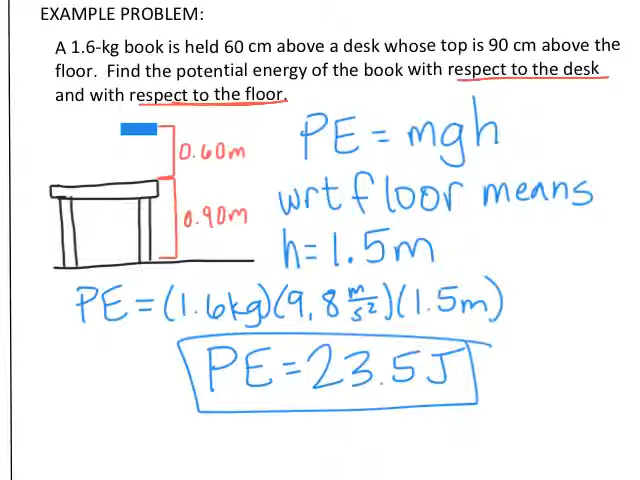 EXAMPLE PROBLEM:
A 1.6-kg book is held 60 cm above a desk whose top is 90 cm above the
floor. Find the potential energy of the book with respect to the desk
and with respect to the floor.
0.60m
0.90m
PE = mgh
wrt floor means
h=1.5m
PE=(1.6kg)(9.8 m/s²)(1.5m)
PE=23.5J